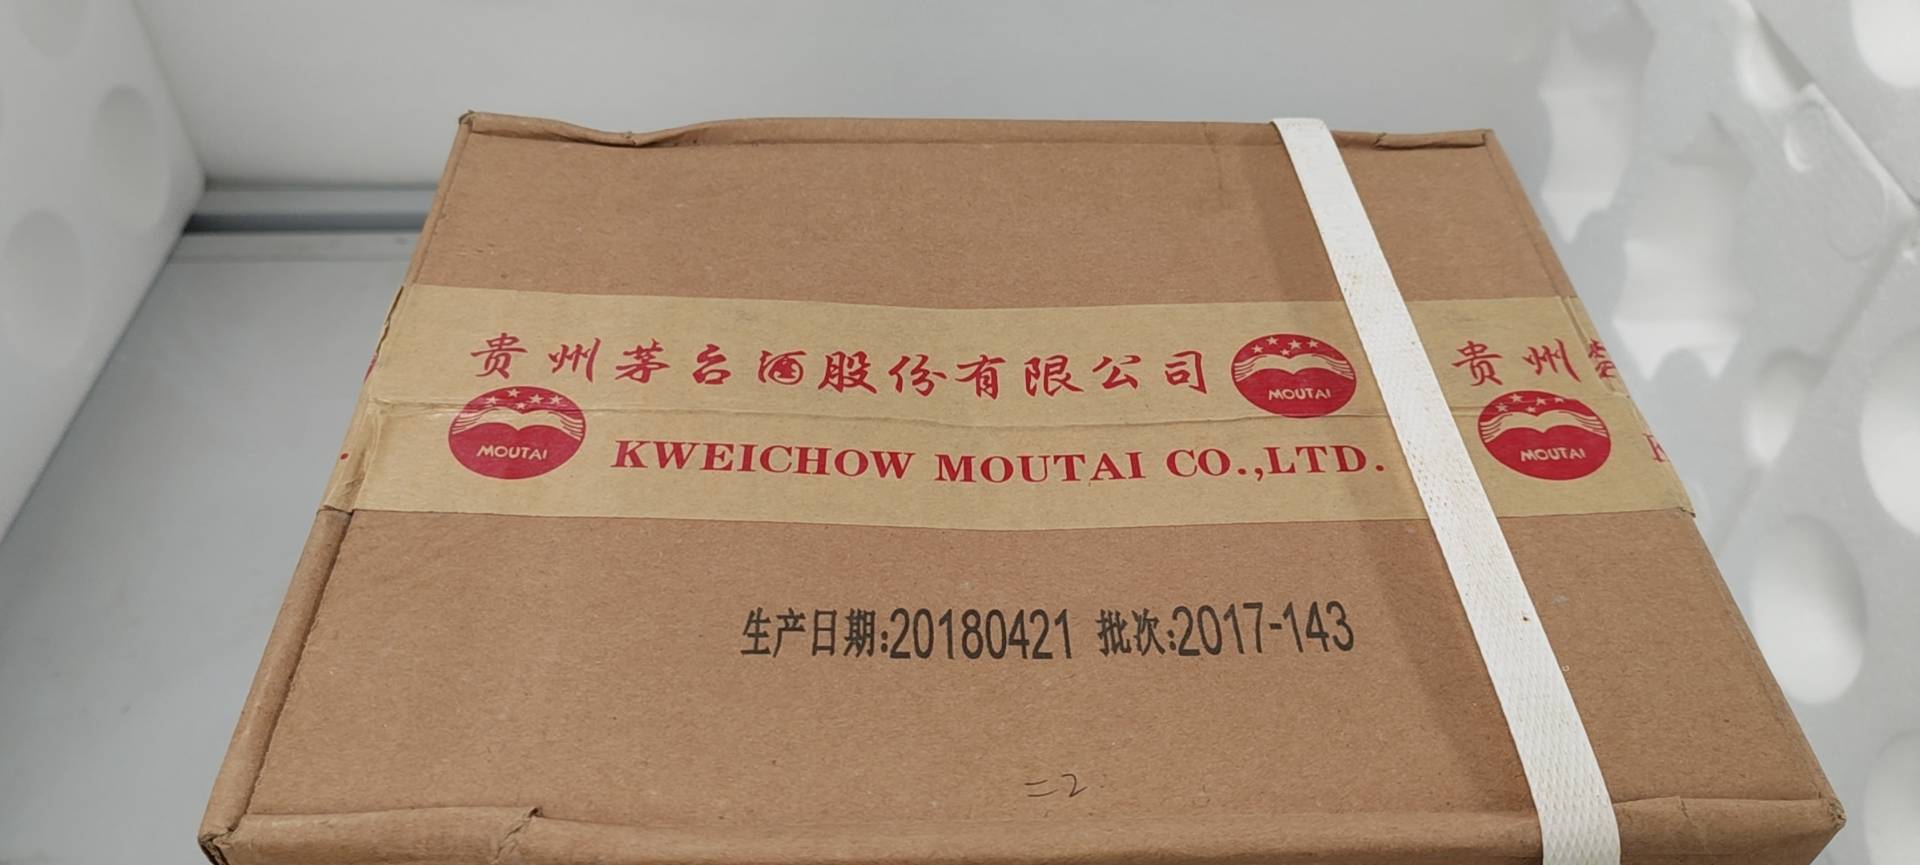 贵州茅台酒股份有限公司 MOUTAI 贵州
MOUTAI KWEICHOW MOUTAI CO.,LTD. MOUTAI
生产日期:20180421 批次:2017-143
=2